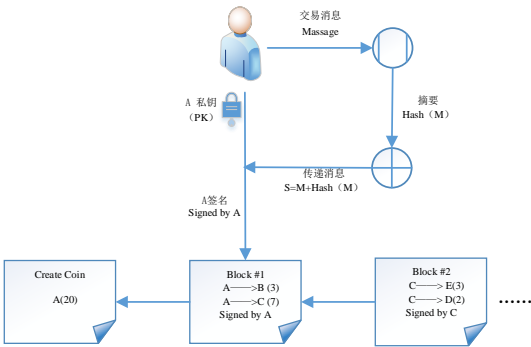 交易消息
Massage
A 私钥
（PK）
摘要
Hash（M）
传递消息
S=M+Hash（M）
A签名
Signed by A
Create Coin
A(20)
Block #1
A——>B (3)
A——>C (7)
Signed by A
Block #2
C——> E(3)
C——> D(2)
Signed by C
……